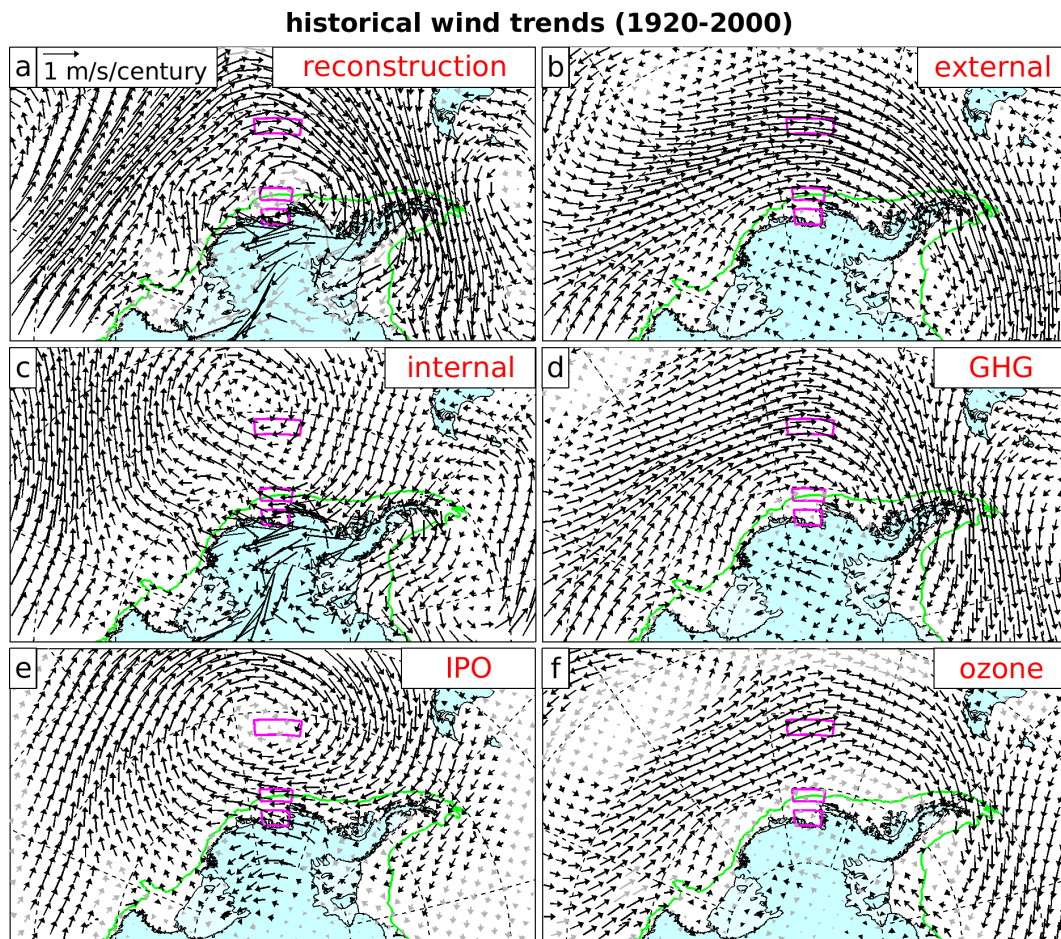 historical wind trends (1920-2000)
a 1 m/s/century reconstruction
b external
c internal
d GHG
e IPO
f ozone